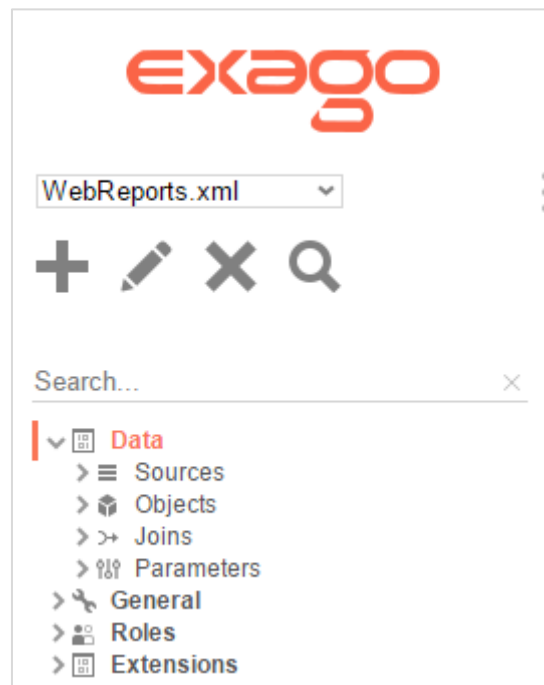 exago
WebReports.xml
Search...
Data
Sources
Objects
Joins
Parameters
General
Roles
Extensions